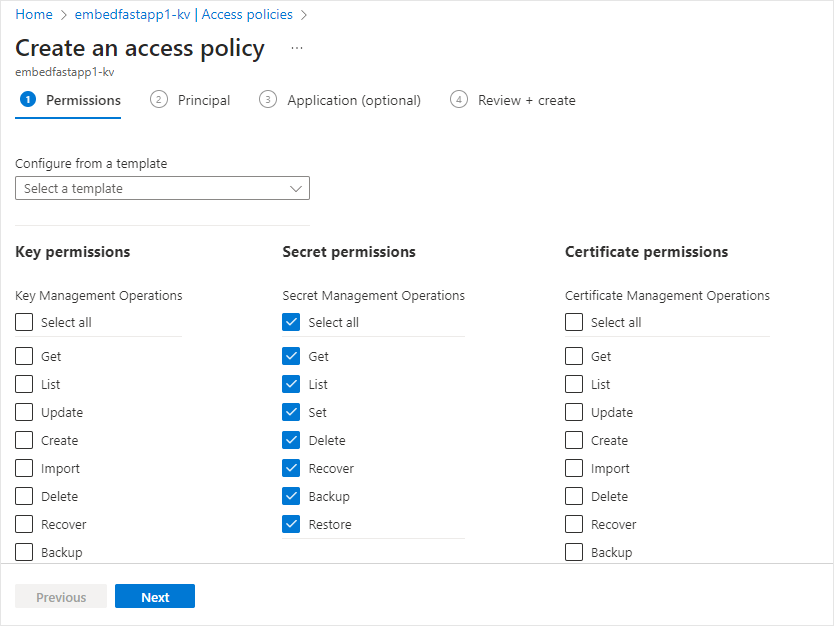 Home > embedfastapp1-kv | Access policies >
Create an access policy ...
embedfastapp1-kv
1 Permissions 2 Principal 3 Application (optional) 4 Review + create
Configure from a template
Select a template
Key permissions
Key Management Operations
Select all
Get
List
Update
Create
Import
Delete
Recover
Backup
Secret permissions
Secret Management Operations
Select all
Get
List
Set
Delete
Recover
Backup
Restore
Certificate permissions
Certificate Management Operations
Select all
Get
List
Update
Create
Import
Delete
Recover
Backup
Previous Next